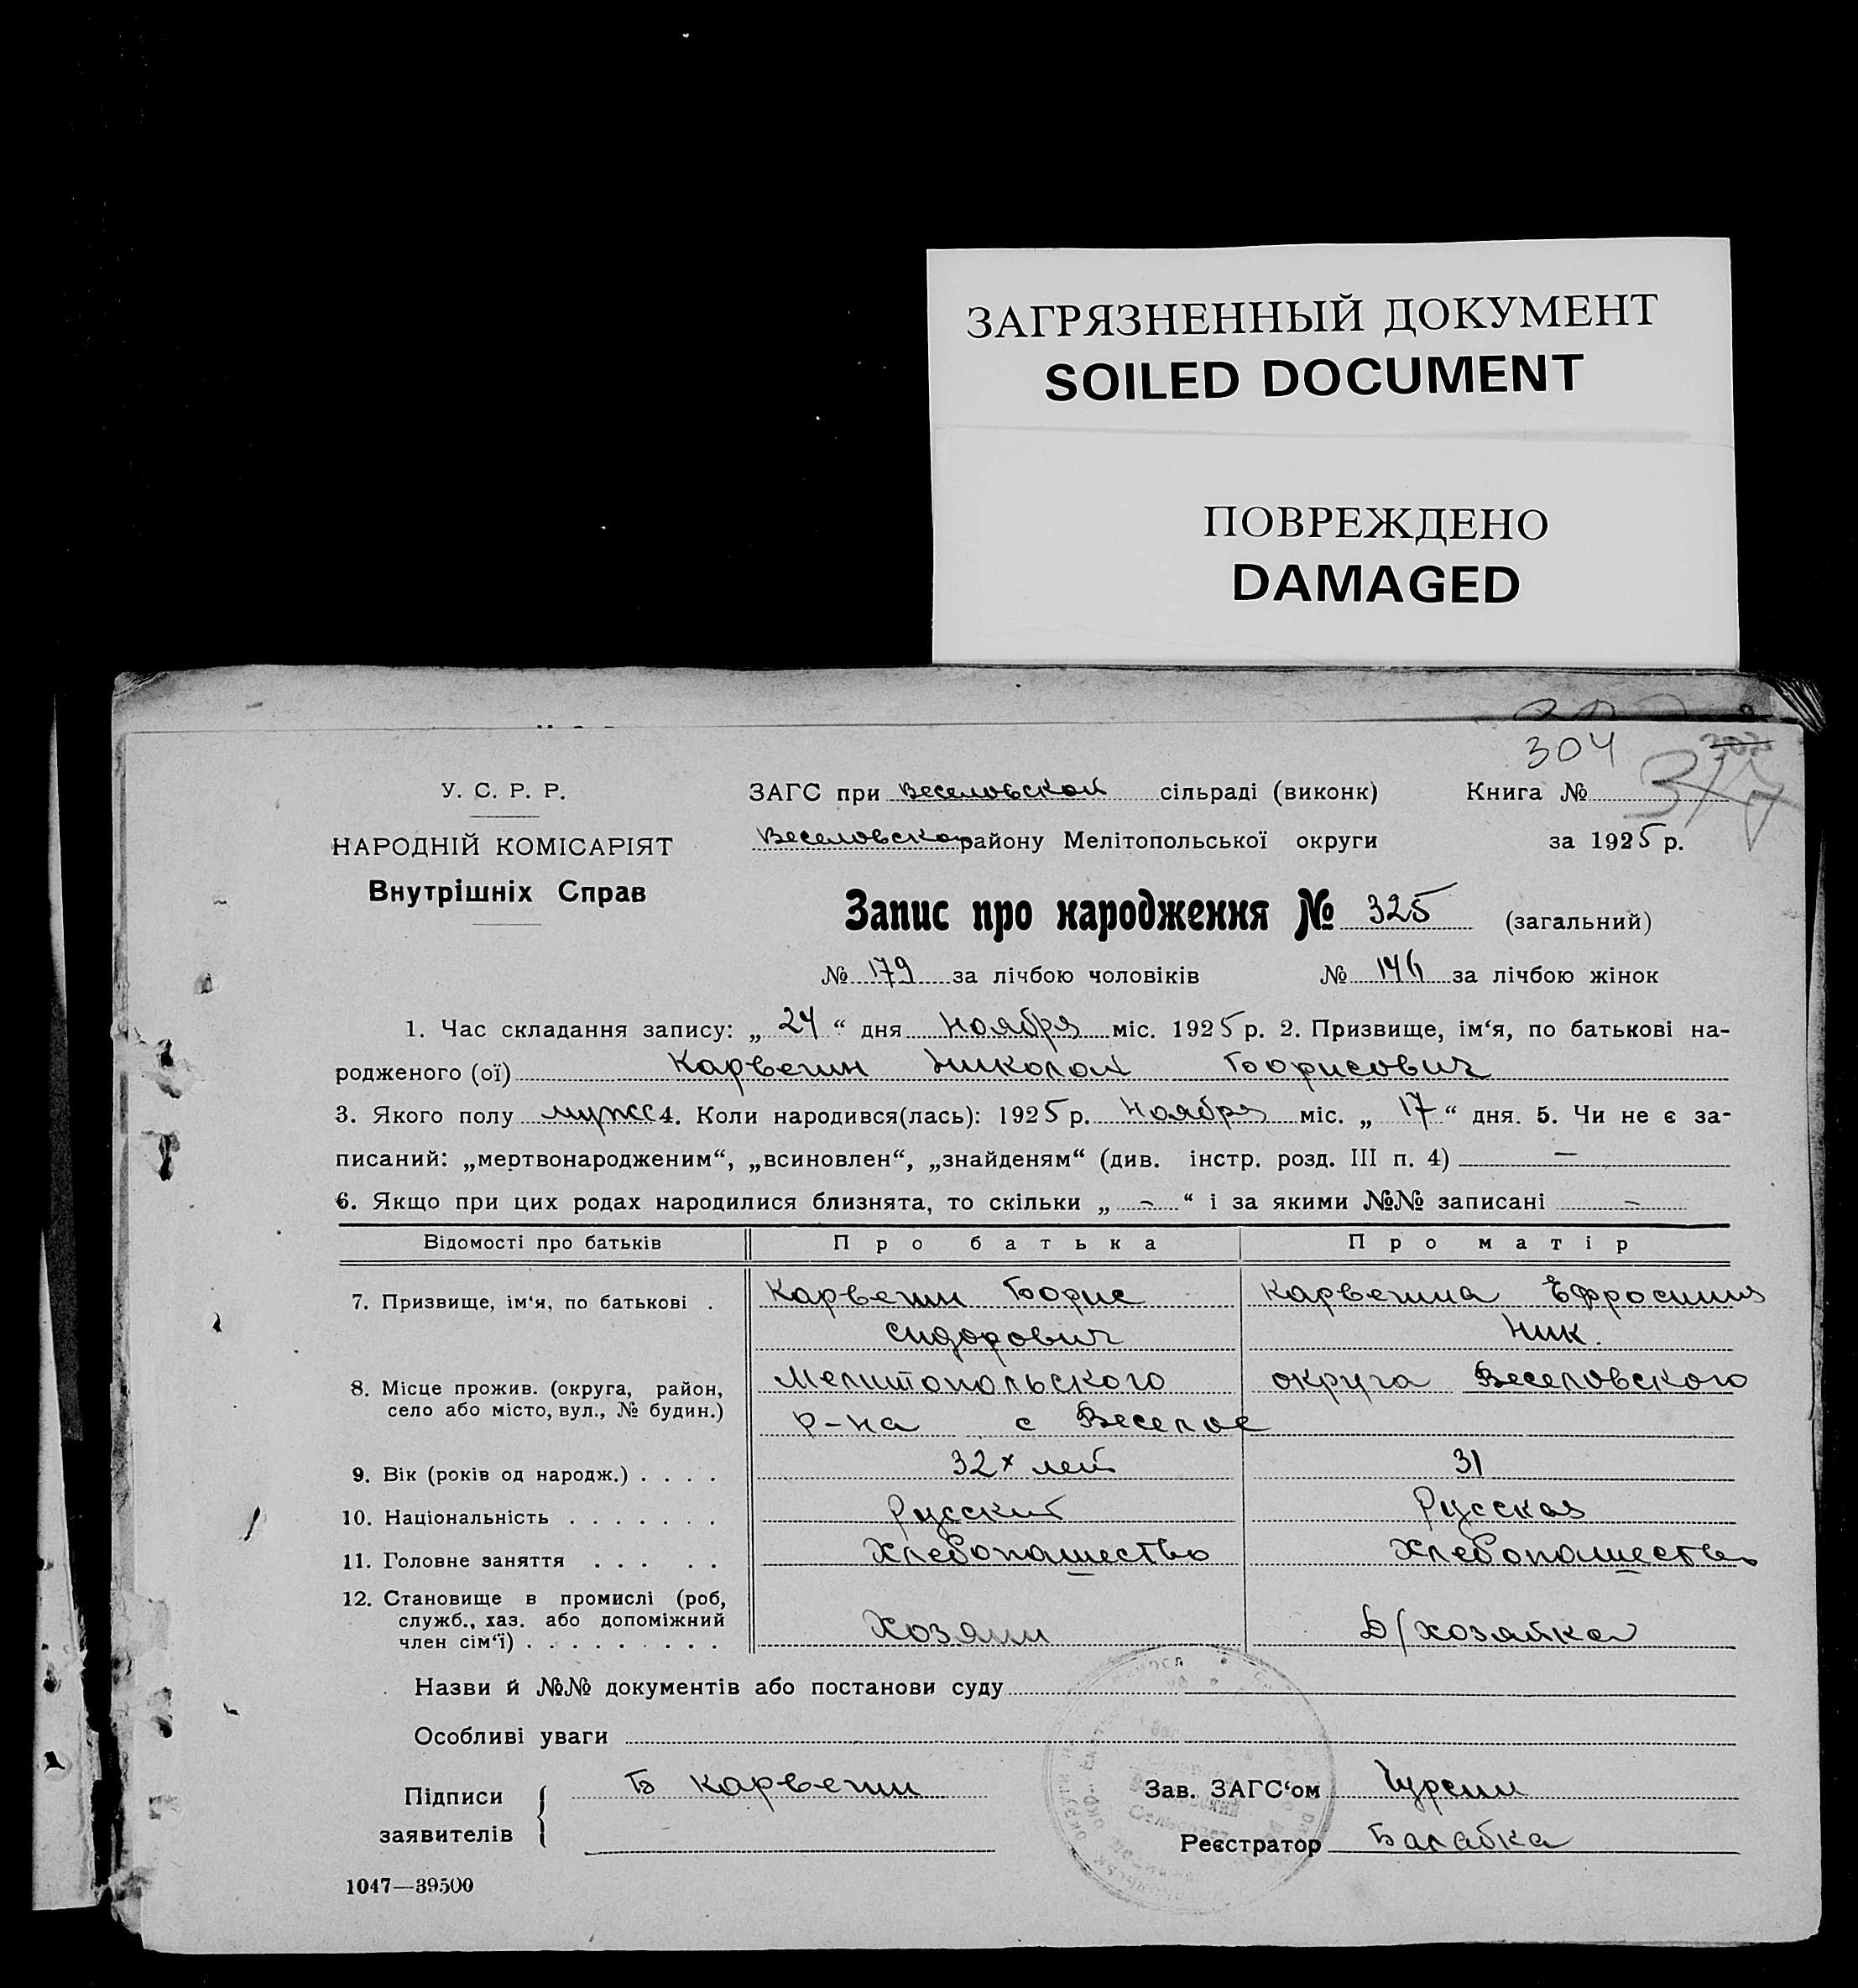 ЗАГРЯЗНЕННЫЙ ДОКУМЕНТ
SOILED DOCUMENT
ПОВРЕЖДЕНО
DAMAGED
304
317
У. С. Р. Р.
ЗАГС при Веселовской сільраді (виконк) Книга №
НАРОДНІЙ КОМІСАРІЯТ
Веселовско району Мелітопольської округи за 1925 р.
Внутрішніх Справ
Запис про народження № 325 (загальний)
№ 179 за лічбою чоловіків № 146 за лічбою жінок
1. Час складання запису: „ 24 “ дня Ноября міс. 1925 р. 2. Призвище, ім‘я, по батькові на-
родженого (ої) Карвегин Николай Борисович
3. Якого полу мужс 4. Коли народився(лась): 1925 р. Ноября міс. „ 17 “ дня. 5. Чи не є за-
писаний: „мертвонародженим“, „всиновлен“, „знайденям“ (див. інстр. розд. III п. 4) —
6. Якщо при цих родах народилися близнята, то скільки „ – “ і за якими №№ записані –
Відомості про батьків Про батька Про матір
7. Призвище, ім‘я, по батькові . Карвегин Борис Карвегина Ефросиния
Сидорович Ник.
8. Місце прожив. (округа, район, Мелитопольского округа Веселовского
село або місто, вул., № будин.) р-на с Веселое
9. Вік (років од народж.) . . . . 32х лет 31
10. Національність . . . . . . . Русский Русская
11. Головне заняття . . . . . Хлебопашество Хлебопашество
12. Становище в промислі (роб,
служб., хаз. або допоміжний
член сім‘ї) . . . . . . . . . Хозяин Д/хозяйка
Назви й №№ документів або постанови суду
Особливі уваги
Підписи Б Карвегин Зав. ЗАГС‘ом Гурсин
заявителів Реєстратор Балабка
1047—39500